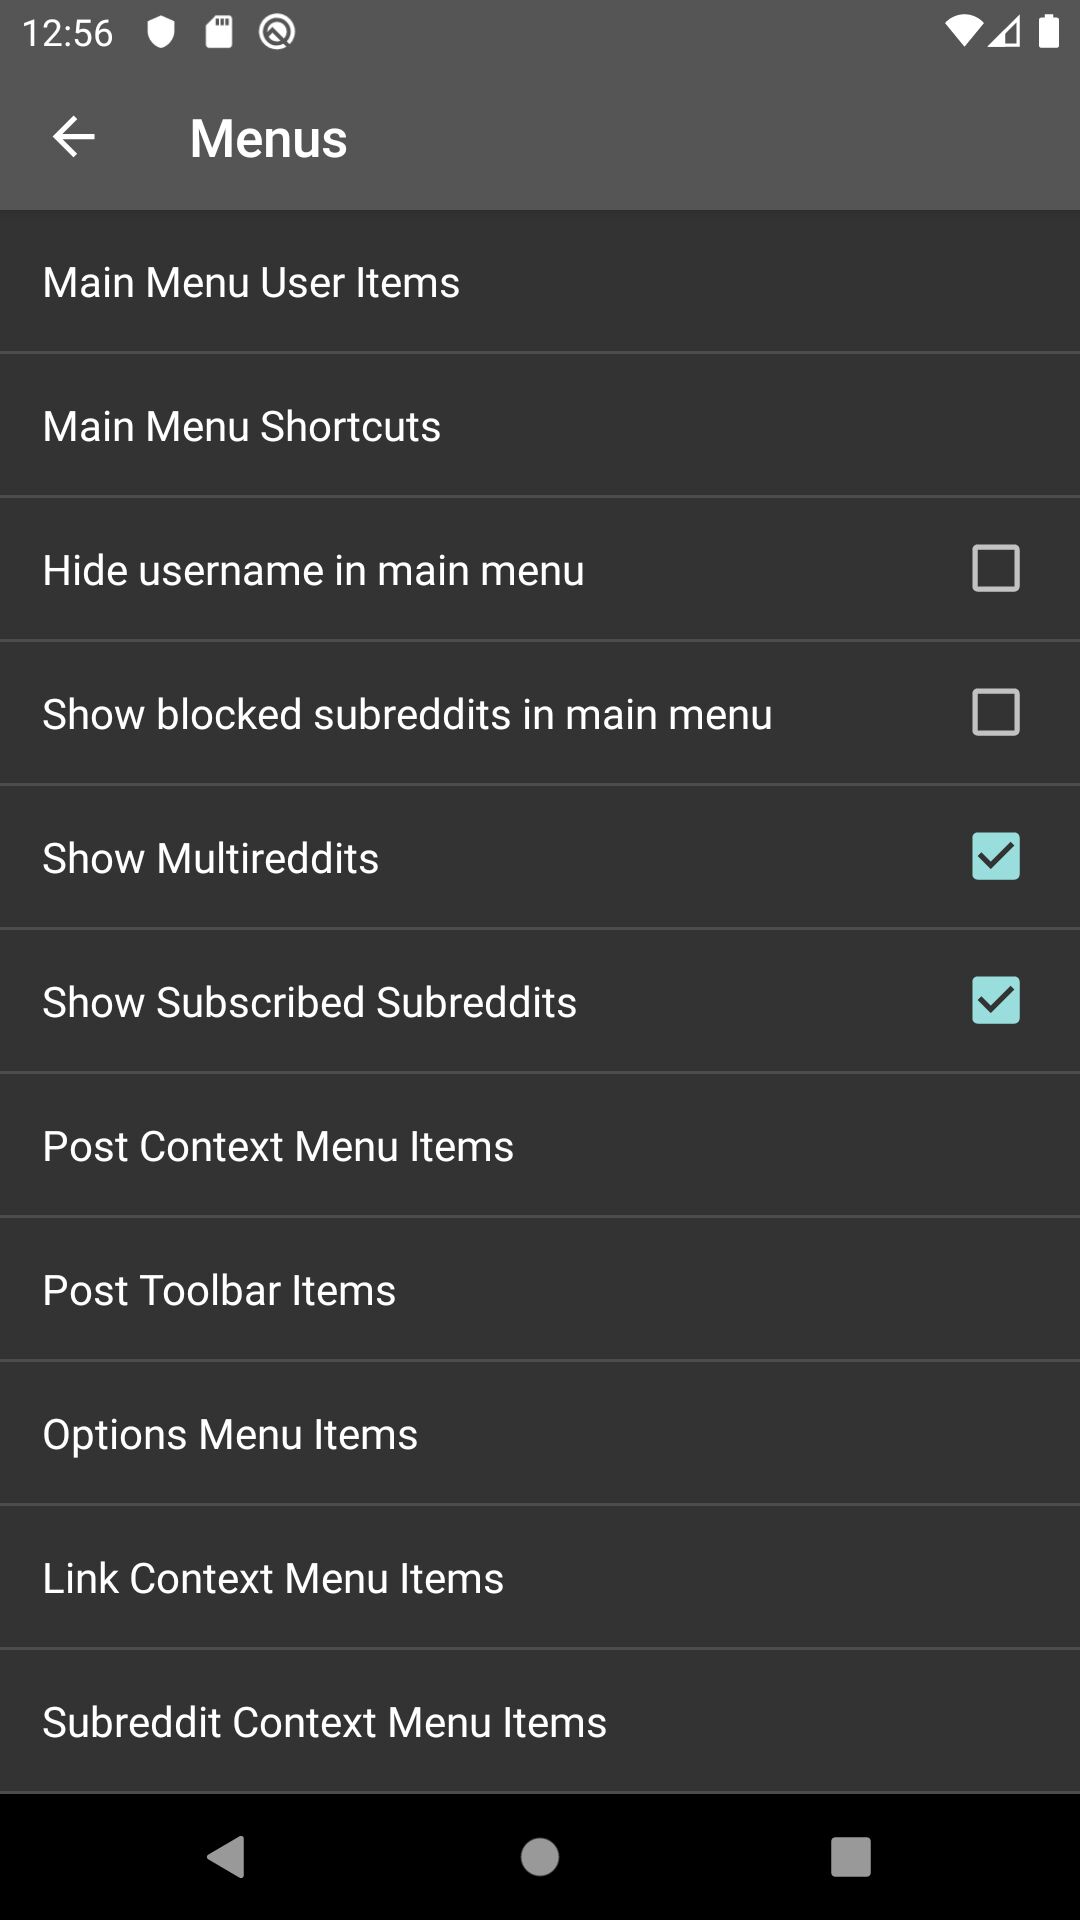 12:56
Menus
Main Menu User Items
Main Menu Shortcuts
Hide username in main menu
Show blocked subreddits in main menu
Show Multireddits
Show Subscribed Subreddits
Post Context Menu Items
Post Toolbar Items
Options Menu Items
Link Context Menu Items
Subreddit Context Menu Items